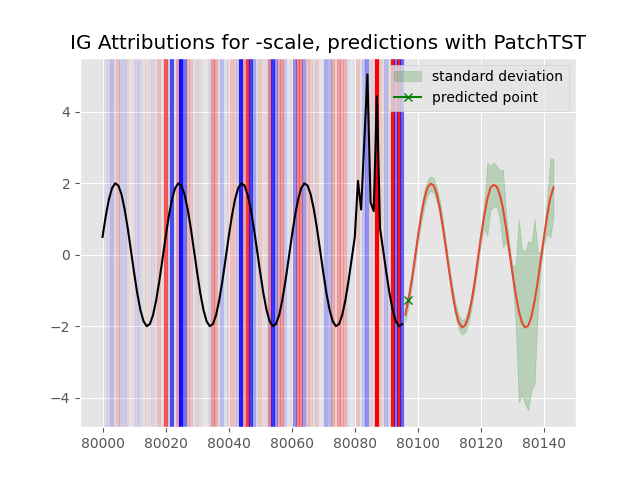 IG Attributions for -scale, predictions with PatchTST
standard deviation
predicted point
4
2
0
−2
−4
80000 80020 80040 80060 80080 80100 80120 80140